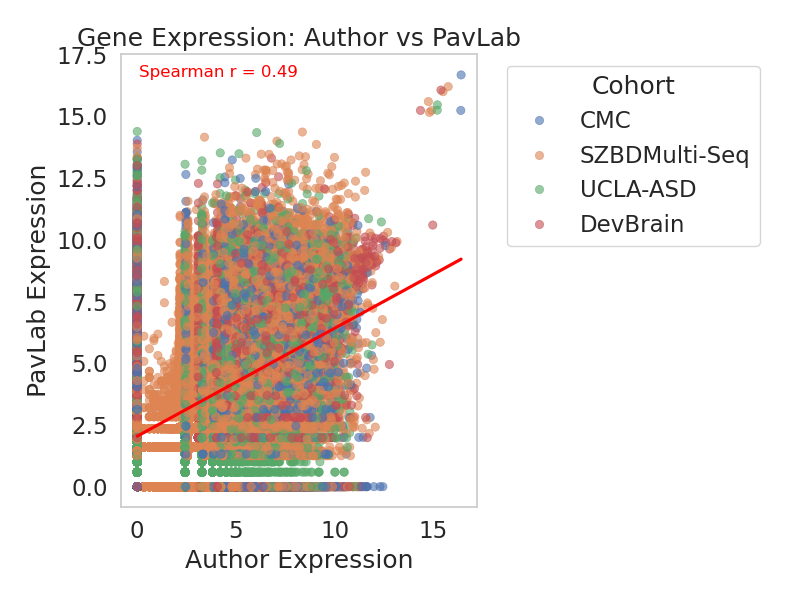 Gene Expression: Author vs PavLab
Spearman r = 0.49
17.5
15.0
12.5
10.0
7.5
5.0
2.5
0.0
PavLab Expression
0 5 10 15
Author Expression
Cohort
CMC
SZBDMulti-Seq
UCLA-ASD
DevBrain